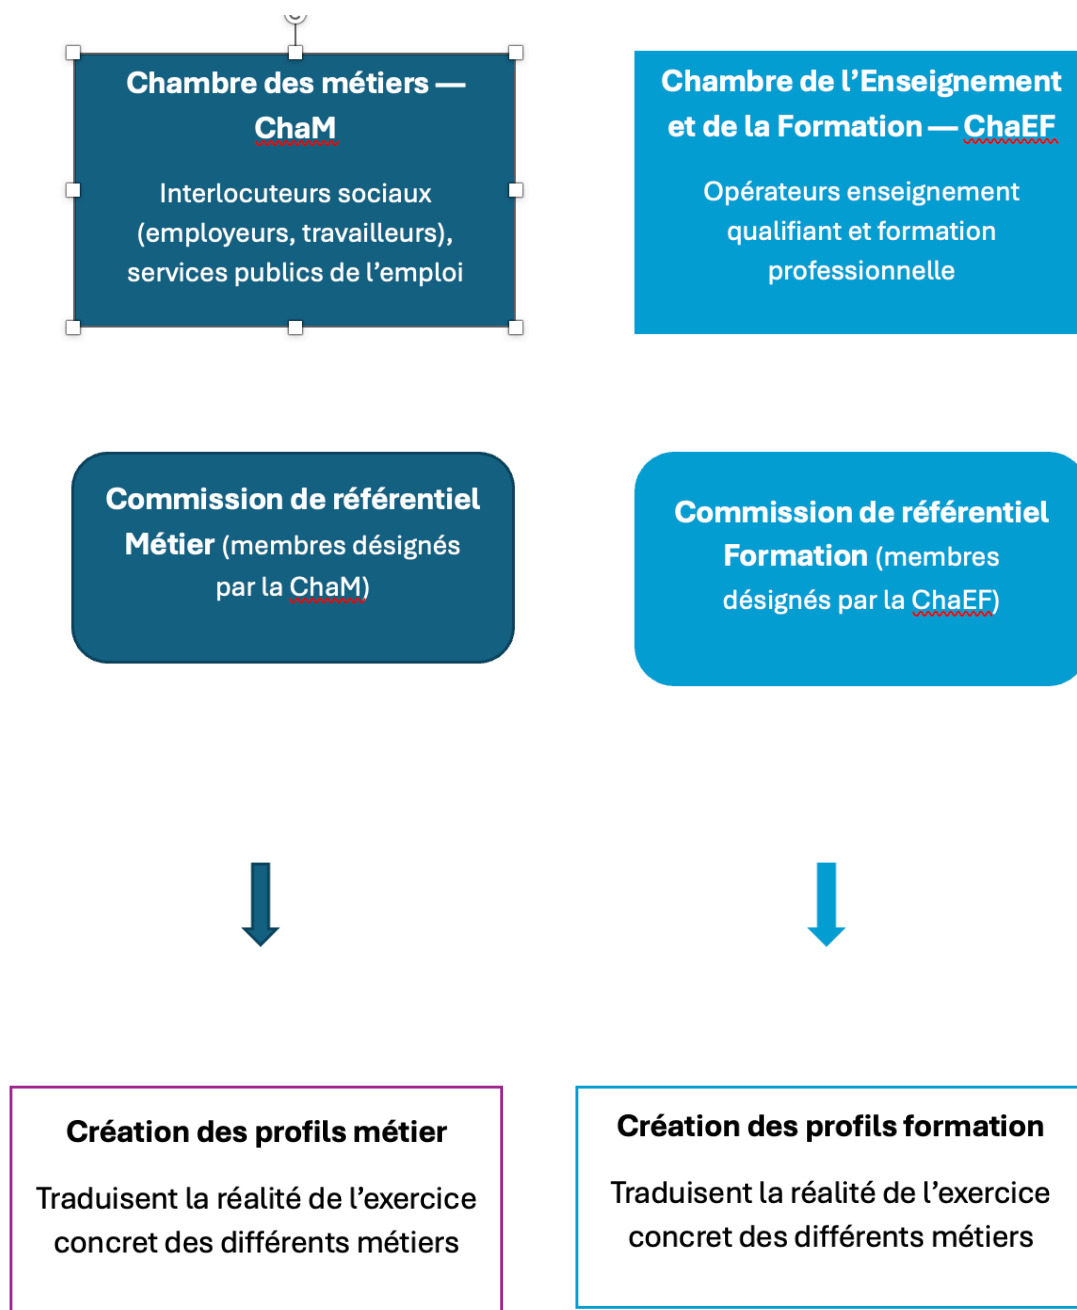 Chambre des métiers —
ChaM
Interlocuteurs sociaux
(employeurs, travailleurs),
services publics de l’emploi
Chambre de l’Enseignement
et de la Formation — ChaEF
Opérateurs enseignement
qualifiant et formation
professionnelle
Commission de référentiel
Métier (membres désignés
par la ChaM)
Commission de référentiel
Formation (membres
désignés par la ChaEF)
Création des profils métier
Traduisent la réalité de l’exercice
concret des différents métiers
Création des profils formation
Traduisent la réalité de l’exercice
concret des différents métiers